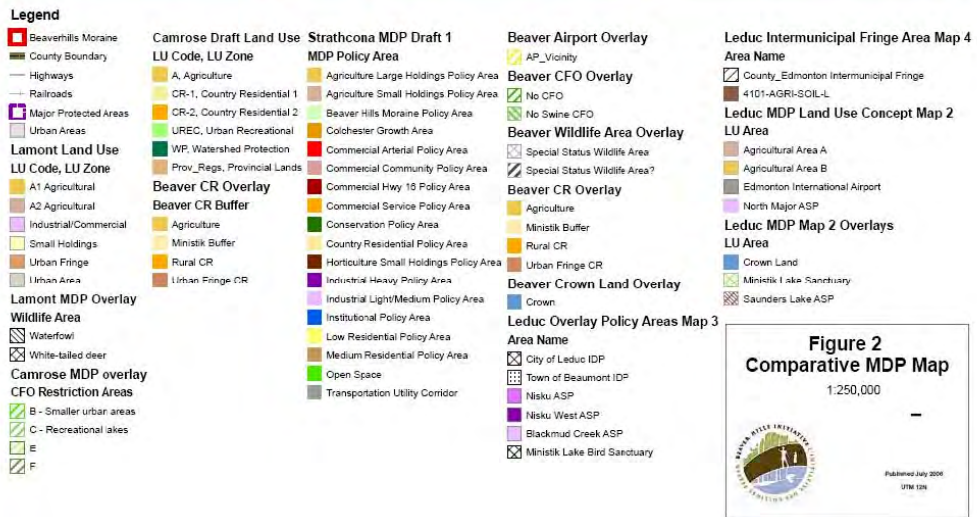 Legend
Beaverhills Moraine
County Boundary
Highways
Railroads
Major Protected Areas
Urban Areas
Lamont Land Use
LU Code, LU Zone
A1 Agricultural
A2 Agricultural
Industrial/Commercial
Small Holdings
Urban Fringe
Urban Area
Lamont MDP Overlay
Wildlife Area
Waterfowl
White-tailed deer
Camrose MDP overlay
CFO Restriction Areas
B - Smaller urban areas
C - Recreational lakes
E
F
Camrose Draft Land Use
LU Code, LU Zone
A, Agriculture
CR-1, Country Residential 1
CR-2, Country Residential 2
UREC, Urban Recreational
WP, Watershed Protection
Prov_Regs, Provincial Lands
Beaver CR Overlay
Beaver CR Buffer
Agriculture
Ministik Buffer
Rural CR
Urban Fringe CR
Strathcona MDP Draft 1
MDP Policy Area
Agriculture Large Holdings Policy Area
Agriculture Small Holdings Policy Area
Beaver Hills Moraine Policy Area
Colchester Growth Area
Commercial Arterial Policy Area
Commercial Community Policy Area
Commercial Hwy 16 Policy Area
Commercial Service Policy Area
Conservation Policy Area
Country Residential Policy Area
Horticulture Small Holdings Policy Area
Industrial Heavy Policy Area
Industrial Light/Medium Policy Area
Institutional Policy Area
Low Residential Policy Area
Medium Residential Policy Area
Open Space
Transportation Utility Corridor
Beaver Airport Overlay
AP_Vicinity
Beaver CFO Overlay
No CFO
No Swine CFO
Beaver Wildlife Area Overlay
Special Status Wildlife Area
Special Status Wildlife Area?
Beaver CR Overlay
Agriculture
Ministik Buffer
Rural CR
Urban Fringe CR
Beaver Crown Land Overlay
Crown
Leduc Overlay Policy Areas Map 3
Area Name
City of Leduc IDP
Town of Beaumont IDP
Nisku ASP
Nisku West ASP
Blackmud Creek ASP
Ministik Lake Bird Sanctuary
Leduc Intermunicipal Fringe Area Map 4
Area Name
County_Edmonton Intermunicipal Fringe
4101-AGRI-SOIL-L
Leduc MDP Land Use Concept Map 2
LU Area
Agricultural Area A
Agricultural Area B
Edmonton International Airport
North Major ASP
Leduc MDP Map 2 Overlays
LU Area
Crown Land
Ministik Lake Sanctuary
Saunders Lake ASP
Figure 2
Comparative MDP Map
1:250,000
BEAVER HILLS INITIATIVE
Published July 2006
UTM 12N